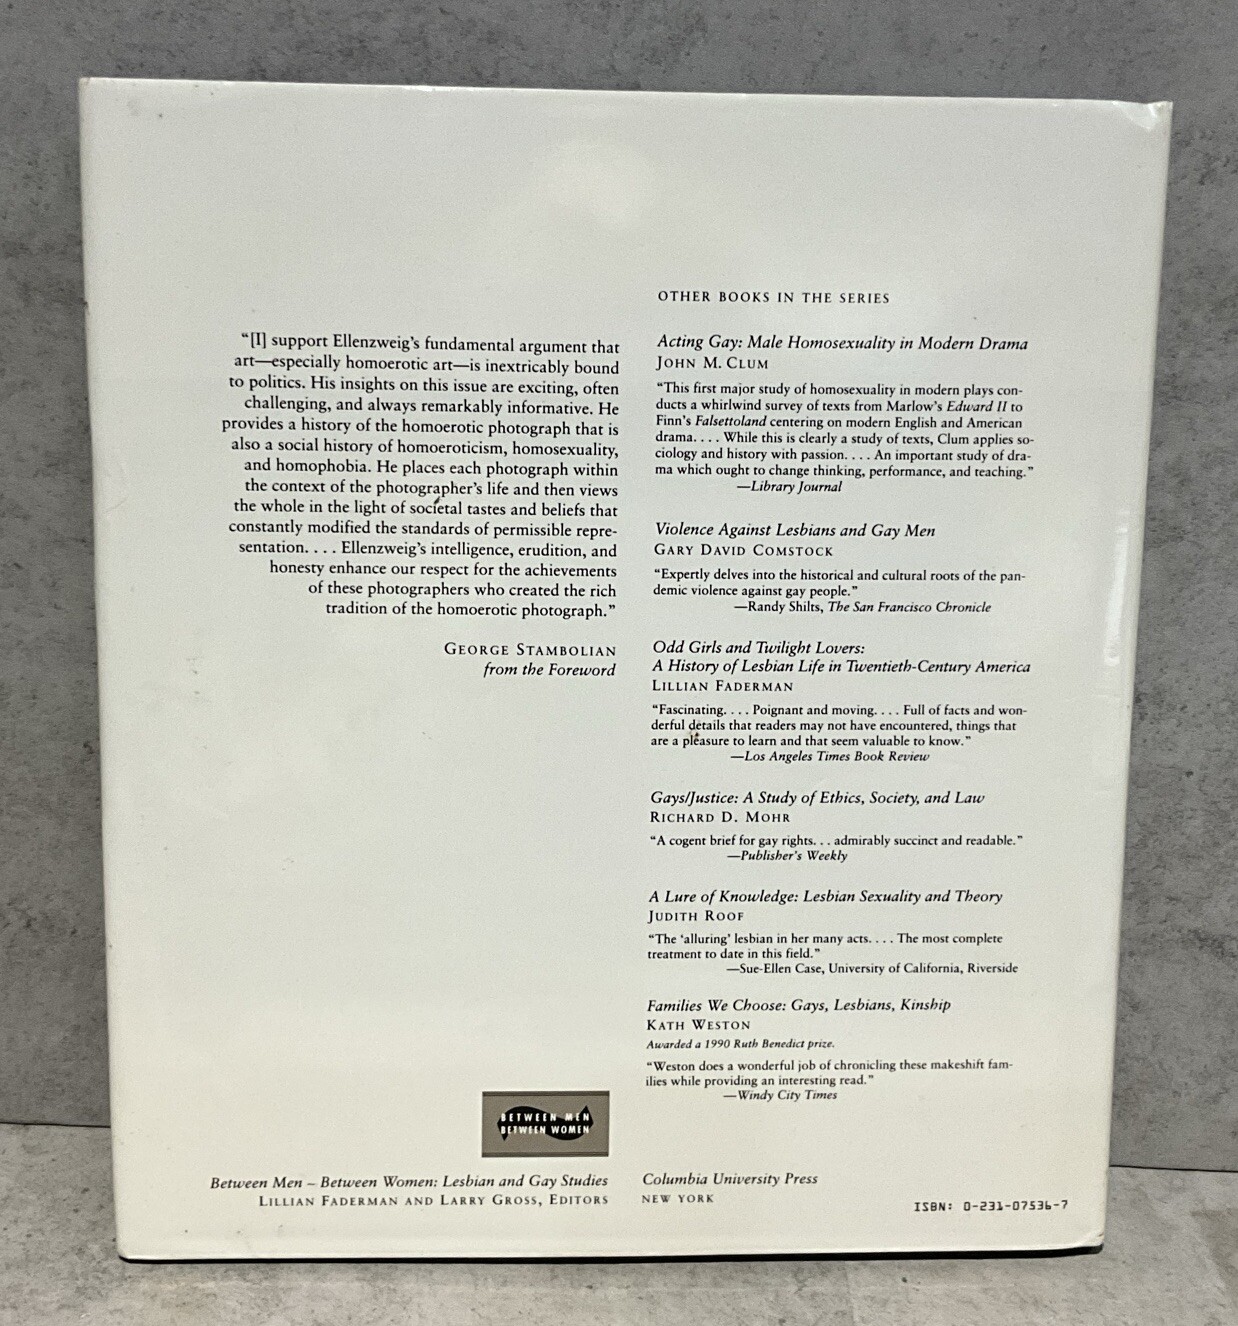 "[I] support Ellenzweig's fundamental argument that
art—especially homoerotic art—is inextricably bound
to politics. His insights on this issue are exciting, often
challenging, and always remarkably informative. He
provides a history of the homoerotic photograph that is
also a social history of homoeroticism, homosexuality,
and homophobia. He places each photograph within
the context of the photographer's life and then views
the whole in the light of societal tastes and beliefs that
constantly modified the standards of permissible repre-
sentation. . . . Ellenzweig's intelligence, erudition, and
honesty enhance our respect for the achievements
of these photographers who created the rich
tradition of the homoerotic photograph."
GEORGE STAMBOLIAN
from the Foreword
BETWEEN MEN
BETWEEN WOMEN
Between Men – Between Women: Lesbian and Gay Studies
LILLIAN FADERMAN AND LARRY GROSS, EDITORS
OTHER BOOKS IN THE SERIES
Acting Gay: Male Homosexuality in Modern Drama
JOHN M. CLUM
"This first major study of homosexuality in modern plays con-
ducts a whirlwind survey of texts from Marlow's Edward II to
Finn's Falsettoland centering on modern English and American
drama. . . . While this is clearly a study of texts, Clum applies so-
ciology and history with passion. . . . An important study of dra-
ma which ought to change thinking, performance, and teaching."
—Library Journal
Violence Against Lesbians and Gay Men
GARY DAVID COMSTOCK
"Expertly delves into the historical and cultural roots of the pan-
demic violence against gay people."
—Randy Shilts, The San Francisco Chronicle
Odd Girls and Twilight Lovers:
A History of Lesbian Life in Twentieth-Century America
LILLIAN FADERMAN
"Fascinating. . . . Poignant and moving. . . . Full of facts and won-
derful details that readers may not have encountered, things that
are a pleasure to learn and that seem valuable to know."
—Los Angeles Times Book Review
Gays/Justice: A Study of Ethics, Society, and Law
RICHARD D. MOHR
"A cogent brief for gay rights. . . admirably succinct and readable."
—Publisher's Weekly
A Lure of Knowledge: Lesbian Sexuality and Theory
JUDITH ROOF
"The 'alluring' lesbian in her many acts. . . . The most complete
treatment to date in this field."
—Sue-Ellen Case, University of California, Riverside
Families We Choose: Gays, Lesbians, Kinship
KATH WESTON
Awarded a 1990 Ruth Benedict prize.
"Weston does a wonderful job of chronicling these makeshift fam-
ilies while providing an interesting read."
—Windy City Times
Columbia University Press
NEW YORK
ISBN: 0-231-07536-7